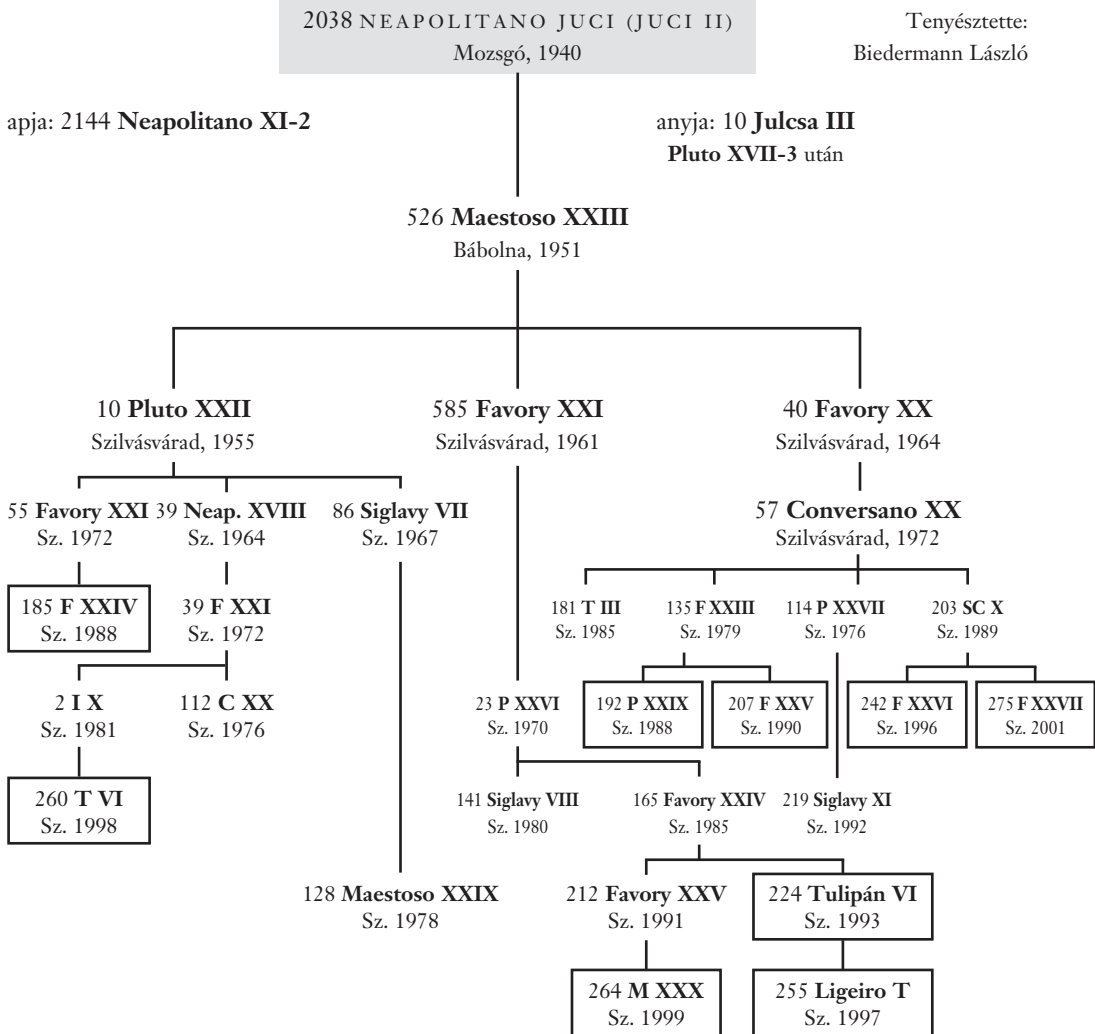 2038 NEAPOLITANO JUCI (JUCI II)
Mozsgó, 1940
Tenyésztette:
Biedermann László
apja: 2144 Neapolitano XI-2
anyja: 10 Julcsa III
Pluto XVII-3 után
526 Maestoso XXIII
Bábolna, 1951
10 Pluto XXII
Szilvásvárad, 1955
585 Favory XXI
Szilvásvárad, 1961
40 Favory XX
Szilvásvárad, 1964
55 Favory XXI
Sz. 1972
39 Neap. XVIII
Sz. 1964
86 Siglavy VII
Sz. 1967
57 Conversano XX
Szilvásvárad, 1972
185 F XXIV
Sz. 1988
39 F XXI
Sz. 1972
181 T III
Sz. 1985
135 F XXIII
Sz. 1979
114 P XXVII
Sz. 1976
203 SC X
Sz. 1989
2 I X
Sz. 1981
112 C XX
Sz. 1976
23 P XXVI
Sz. 1970
192 P XXIX
Sz. 1988
207 F XXV
Sz. 1990
242 F XXVI
Sz. 1996
275 F XXVII
Sz. 2001
260 T VI
Sz. 1998
141 Siglavy VIII
Sz. 1980
165 Favory XXIV
Sz. 1985
219 Siglavy XI
Sz. 1992
128 Maestoso XXIX
Sz. 1978
212 Favory XXV
Sz. 1991
224 Tulipán VI
Sz. 1993
264 M XXX
Sz. 1999
255 Ligeiro T
Sz. 1997